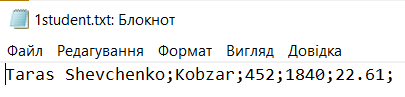 1student.txt: Блокнот
Файл Редагування Формат Вигляд Довідка
Taras Shevchenko;Kobzar;452;1840;22.61;